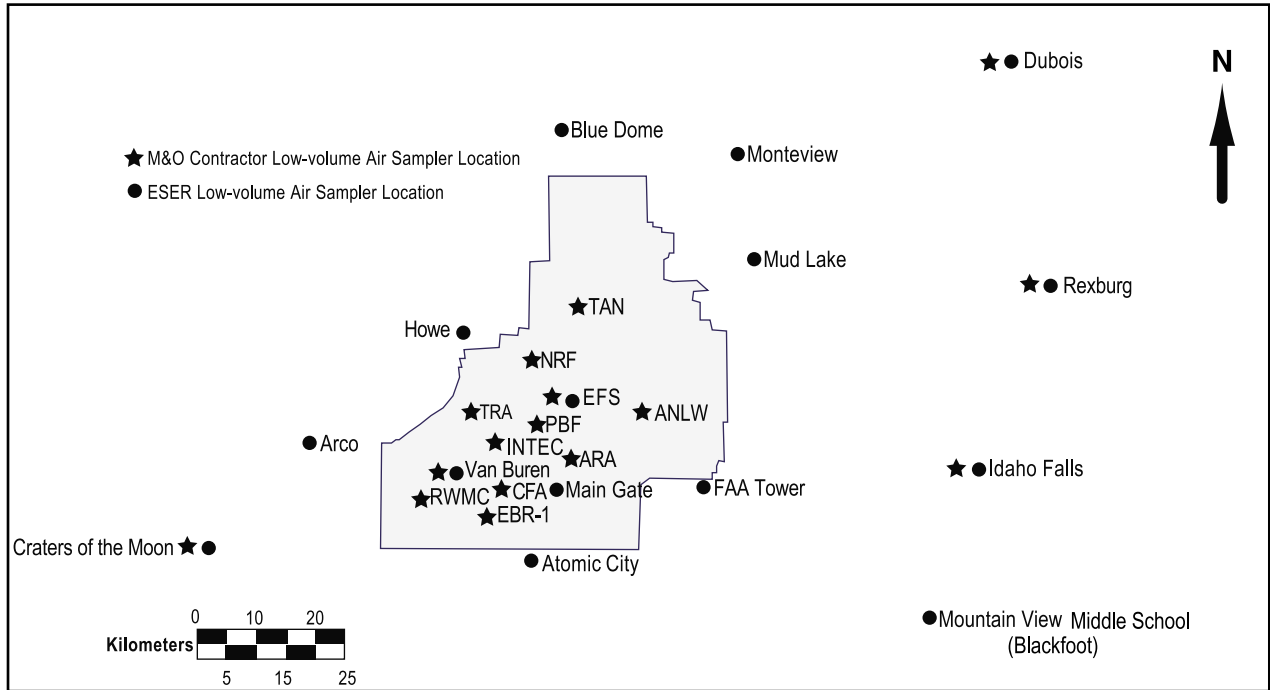 Dubois
N
Blue Dome
Monteview
M&O Contractor Low-volume Air Sampler Location
ESER Low-volume Air Sampler Location
Mud Lake
Rexburg
TAN
Howe
NRF
EFS
TRA
ANLW
PBF
Arco
INTEC
ARA
Van Buren
Idaho Falls
RWMC
CFA
Main Gate
FAA Tower
EBR-1
Craters of the Moon
Atomic City
0 10 20
Kilometers
5 15 25
Mountain View Middle School
(Blackfoot)